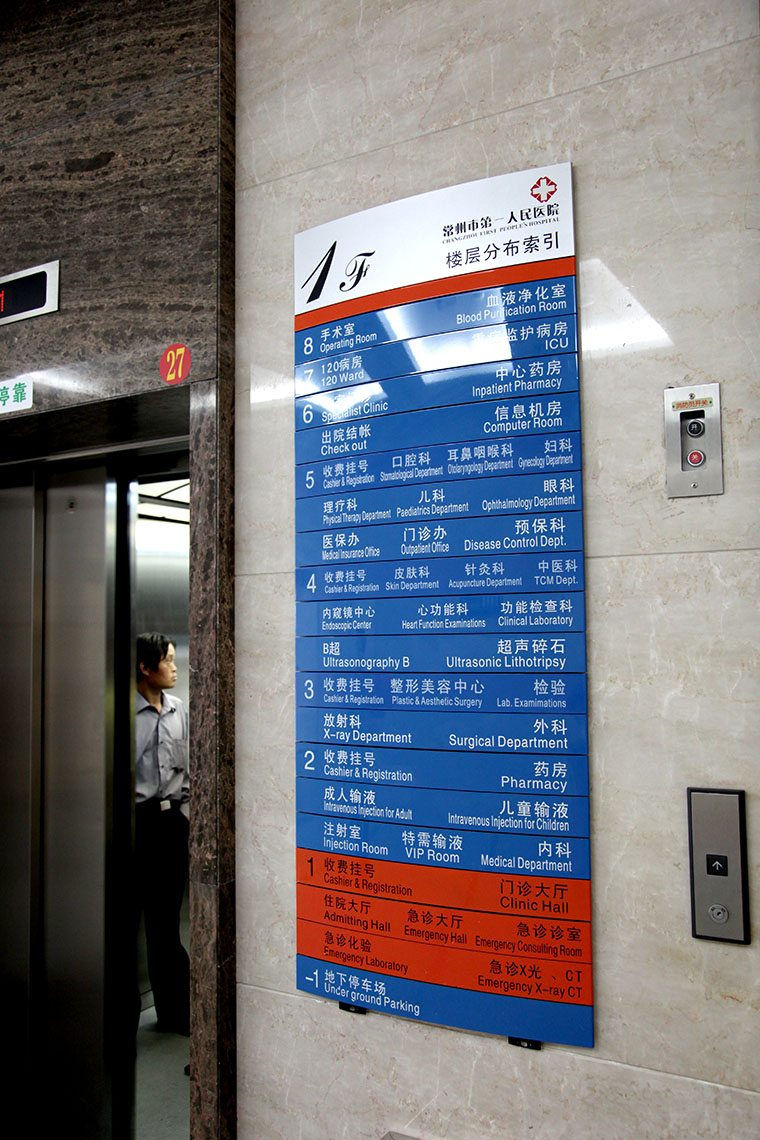 1
27
停靠
常州市第一人民医院
CHANGZHOU FIRST PEOPLE'S HOSPITAL
1F 楼层分布索引
8 手术室 血液净化室
Operating Room Blood Purification Room
7 120病房 监护病房
120 Ward ICU
6 中心药房
Specialist Clinic Inpatient Pharmacy
出院结帐 信息机房
Check out Computer Room
5 收费挂号 口腔科 耳鼻咽喉科 妇科
Cashier & Registration Stomatological Department Otolaryngology Department Gynecology Department
理疗科 儿科 眼科
Physical Therapy Department Paediatrics Department Ophthalmology Department
医保办 门诊办 预保科
Medical Insurance Office Outpatient Office Disease Control Dept.
4 收费挂号 皮肤科 针灸科 中医科
Cashier & Registration Skin Department Acupuncture Department TCM Dept.
内窥镜中心 心功能科 功能检查科
Endoscopic Center Heart Function Examinations Clinical Laboratory
B超 超声碎石
Ultrasonography B Ultrasonic Lithotripsy
3 收费挂号 整形美容中心 检验
Cashier & Registration Plastic & Aesthetic Surgery Lab. Examimations
放射科 外科
X-ray Department Surgical Department
2 收费挂号 药房
Cashier & Registration Pharmacy
成人输液 儿童输液
Intravenous Injection for Adult Intravenous Injection for Children
注射室 特需输液 内科
Injection Room VIP Room Medical Department
1 收费挂号 门诊大厅
Cashier & Registration Clinic Hall
住院大厅 急诊大厅 急诊诊室
Admitting Hall Emergency Hall Emergency Consulting Room
急诊化验 急诊X光、CT
Emergency Laboratory Emergency X-ray CT
-1 地下停车场
Under ground Parking